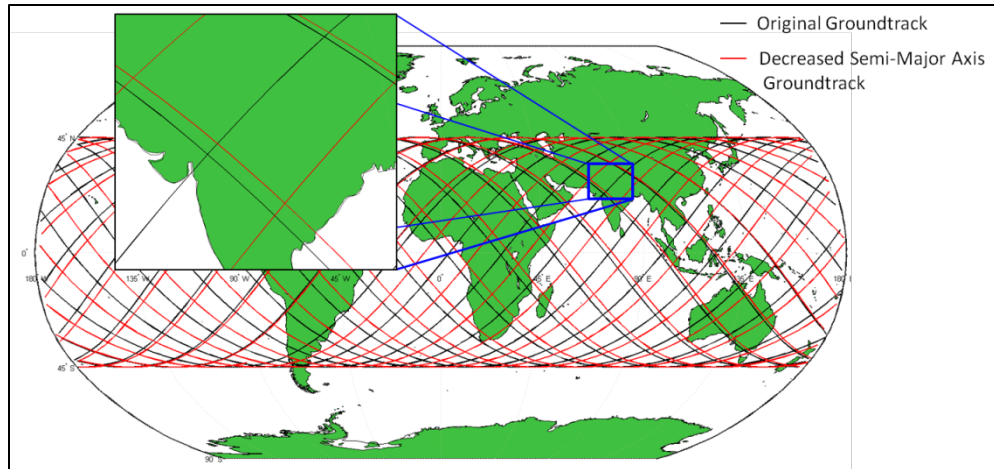 Original Groundtrack
Decreased Semi-Major Axis
Groundtrack
45° N
0°
180° W
135° W
90° W
45° W
0
45° E
90° E
135° E
180° E
45° S
90 S